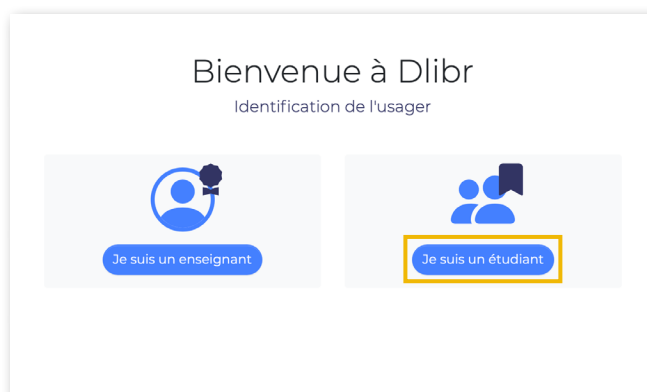 Bienvenue à Dlibr
Identification de l'usager
Je suis un enseignant
Je suis un étudiant